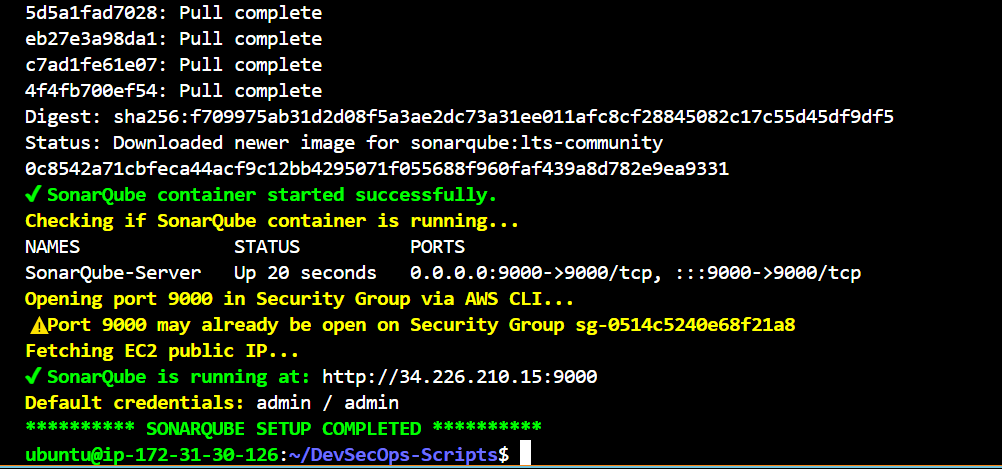 5d5a1fad7028: Pull complete
eb27e3a98da1: Pull complete
c7ad1fe61e07: Pull complete
4f4fb700ef54: Pull complete
Digest: sha256:f709975ab31d2d08f5a3ae2dc73a31ee011afc8cf28845082c17c55d45df9df5
Status: Downloaded newer image for sonarqube:lts-community
0c8542a71cbfeca44acf9c12bb4295071f055688f960faf439a8d782e9ea9331
✔ SonarQube container started successfully.
Checking if SonarQube container is running...
NAMES              STATUS          PORTS
SonarQube-Server   Up 20 seconds   0.0.0.0:9000->9000/tcp, :::9000->9000/tcp
Opening port 9000 in Security Group via AWS CLI...
⚠Port 9000 may already be open on Security Group sg-0514c5240e68f21a8
Fetching EC2 public IP...
✔ SonarQube is running at: http://34.226.210.15:9000
Default credentials: admin / admin
********** SONARQUBE SETUP COMPLETED **********
ubuntu@ip-172-31-30-126:~/DevSecOps-Scripts$